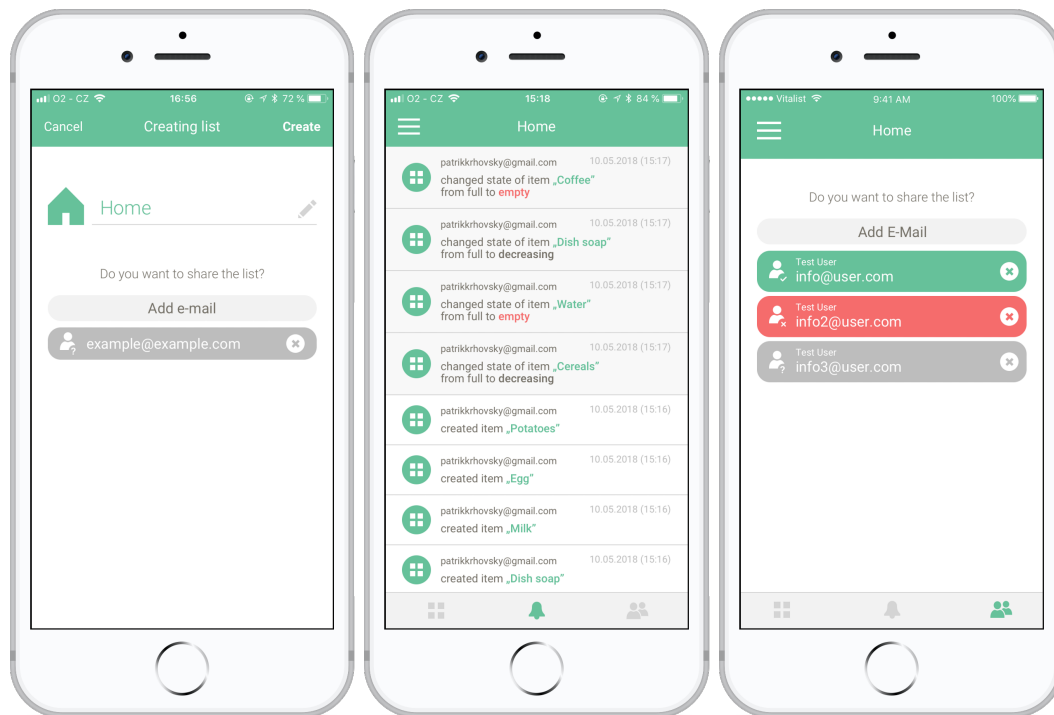 O2 - CZ 16:56 72 %
Cancel Creating list Create
Home
Do you want to share the list?
Add e-mail
example@example.com
O2 - CZ 15:18 84 %
Home
patrikkrhovsky@gmail.com 10.05.2018 (15:17)
changed state of item „Coffee"
from full to empty
patrikkrhovsky@gmail.com 10.05.2018 (15:17)
changed state of item „Dish soap"
from full to decreasing
patrikkrhovsky@gmail.com 10.05.2018 (15:17)
changed state of item „Water"
from full to empty
patrikkrhovsky@gmail.com 10.05.2018 (15:17)
changed state of item „Cereals"
from full to decreasing
patrikkrhovsky@gmail.com 10.05.2018 (15:16)
created item „Potatoes"
patrikkrhovsky@gmail.com 10.05.2018 (15:16)
created item „Egg"
patrikkrhovsky@gmail.com 10.05.2018 (15:16)
created item „Milk"
patrikkrhovsky@gmail.com 10.05.2018 (15:16)
created item „Dish soap"
Vitalist 9:41 AM 100%
Home
Do you want to share the list?
Add E-Mail
Test User
info@user.com
Test User
info2@user.com
Test User
info3@user.com